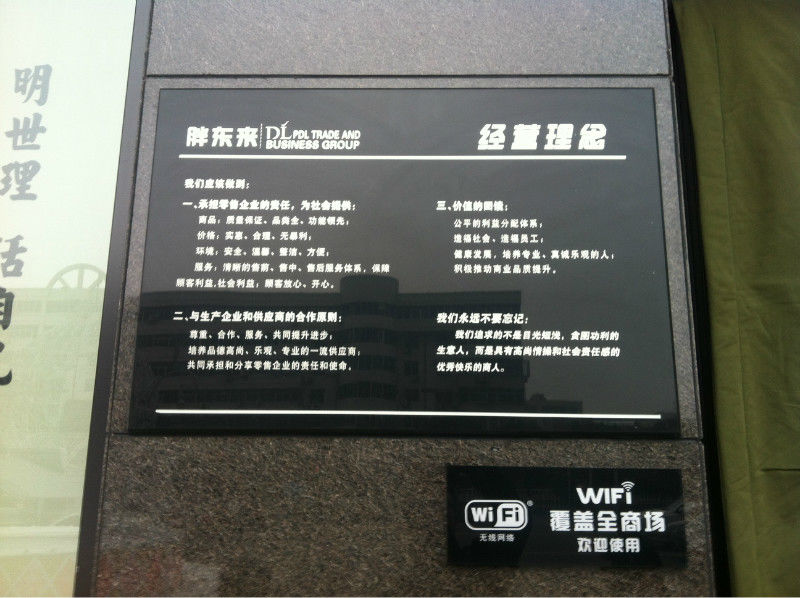 明世理
活自己
胖东来 DL PDL TRADE AND
BUSINESS GROUP
经营理念
我们应该做到：
一、承担零售企业的责任，为社会提供：
商品：质量保证、品类全、功能领先；
价格：实惠、合理、无暴利；
环境：安全、温馨、整洁、方便；
服务：清晰的售前、售中、售后服务体系，保障
顾客利益,社会利益；顾客放心、开心。
二、与生产企业和供应商的合作原则：
尊重、合作、服务、共同提升进步；
培养品德高尚、乐观、专业的一流供应商；
共同承担和分享零售企业的责任和使命。
三、价值的回馈：
公平的利益分配体系；
造福社会、造福员工；
健康发展，培养专业、真诚乐观的人；
积极推动商业品质提升。
我们永远不要忘记：
我们追求的不是目光短浅，贪图功利的
生意人，而是具有高尚情操和社会责任感的
优秀快乐的商人。
Wi Fi ®
无线网络
WIFi
覆盖全商场
欢迎使用